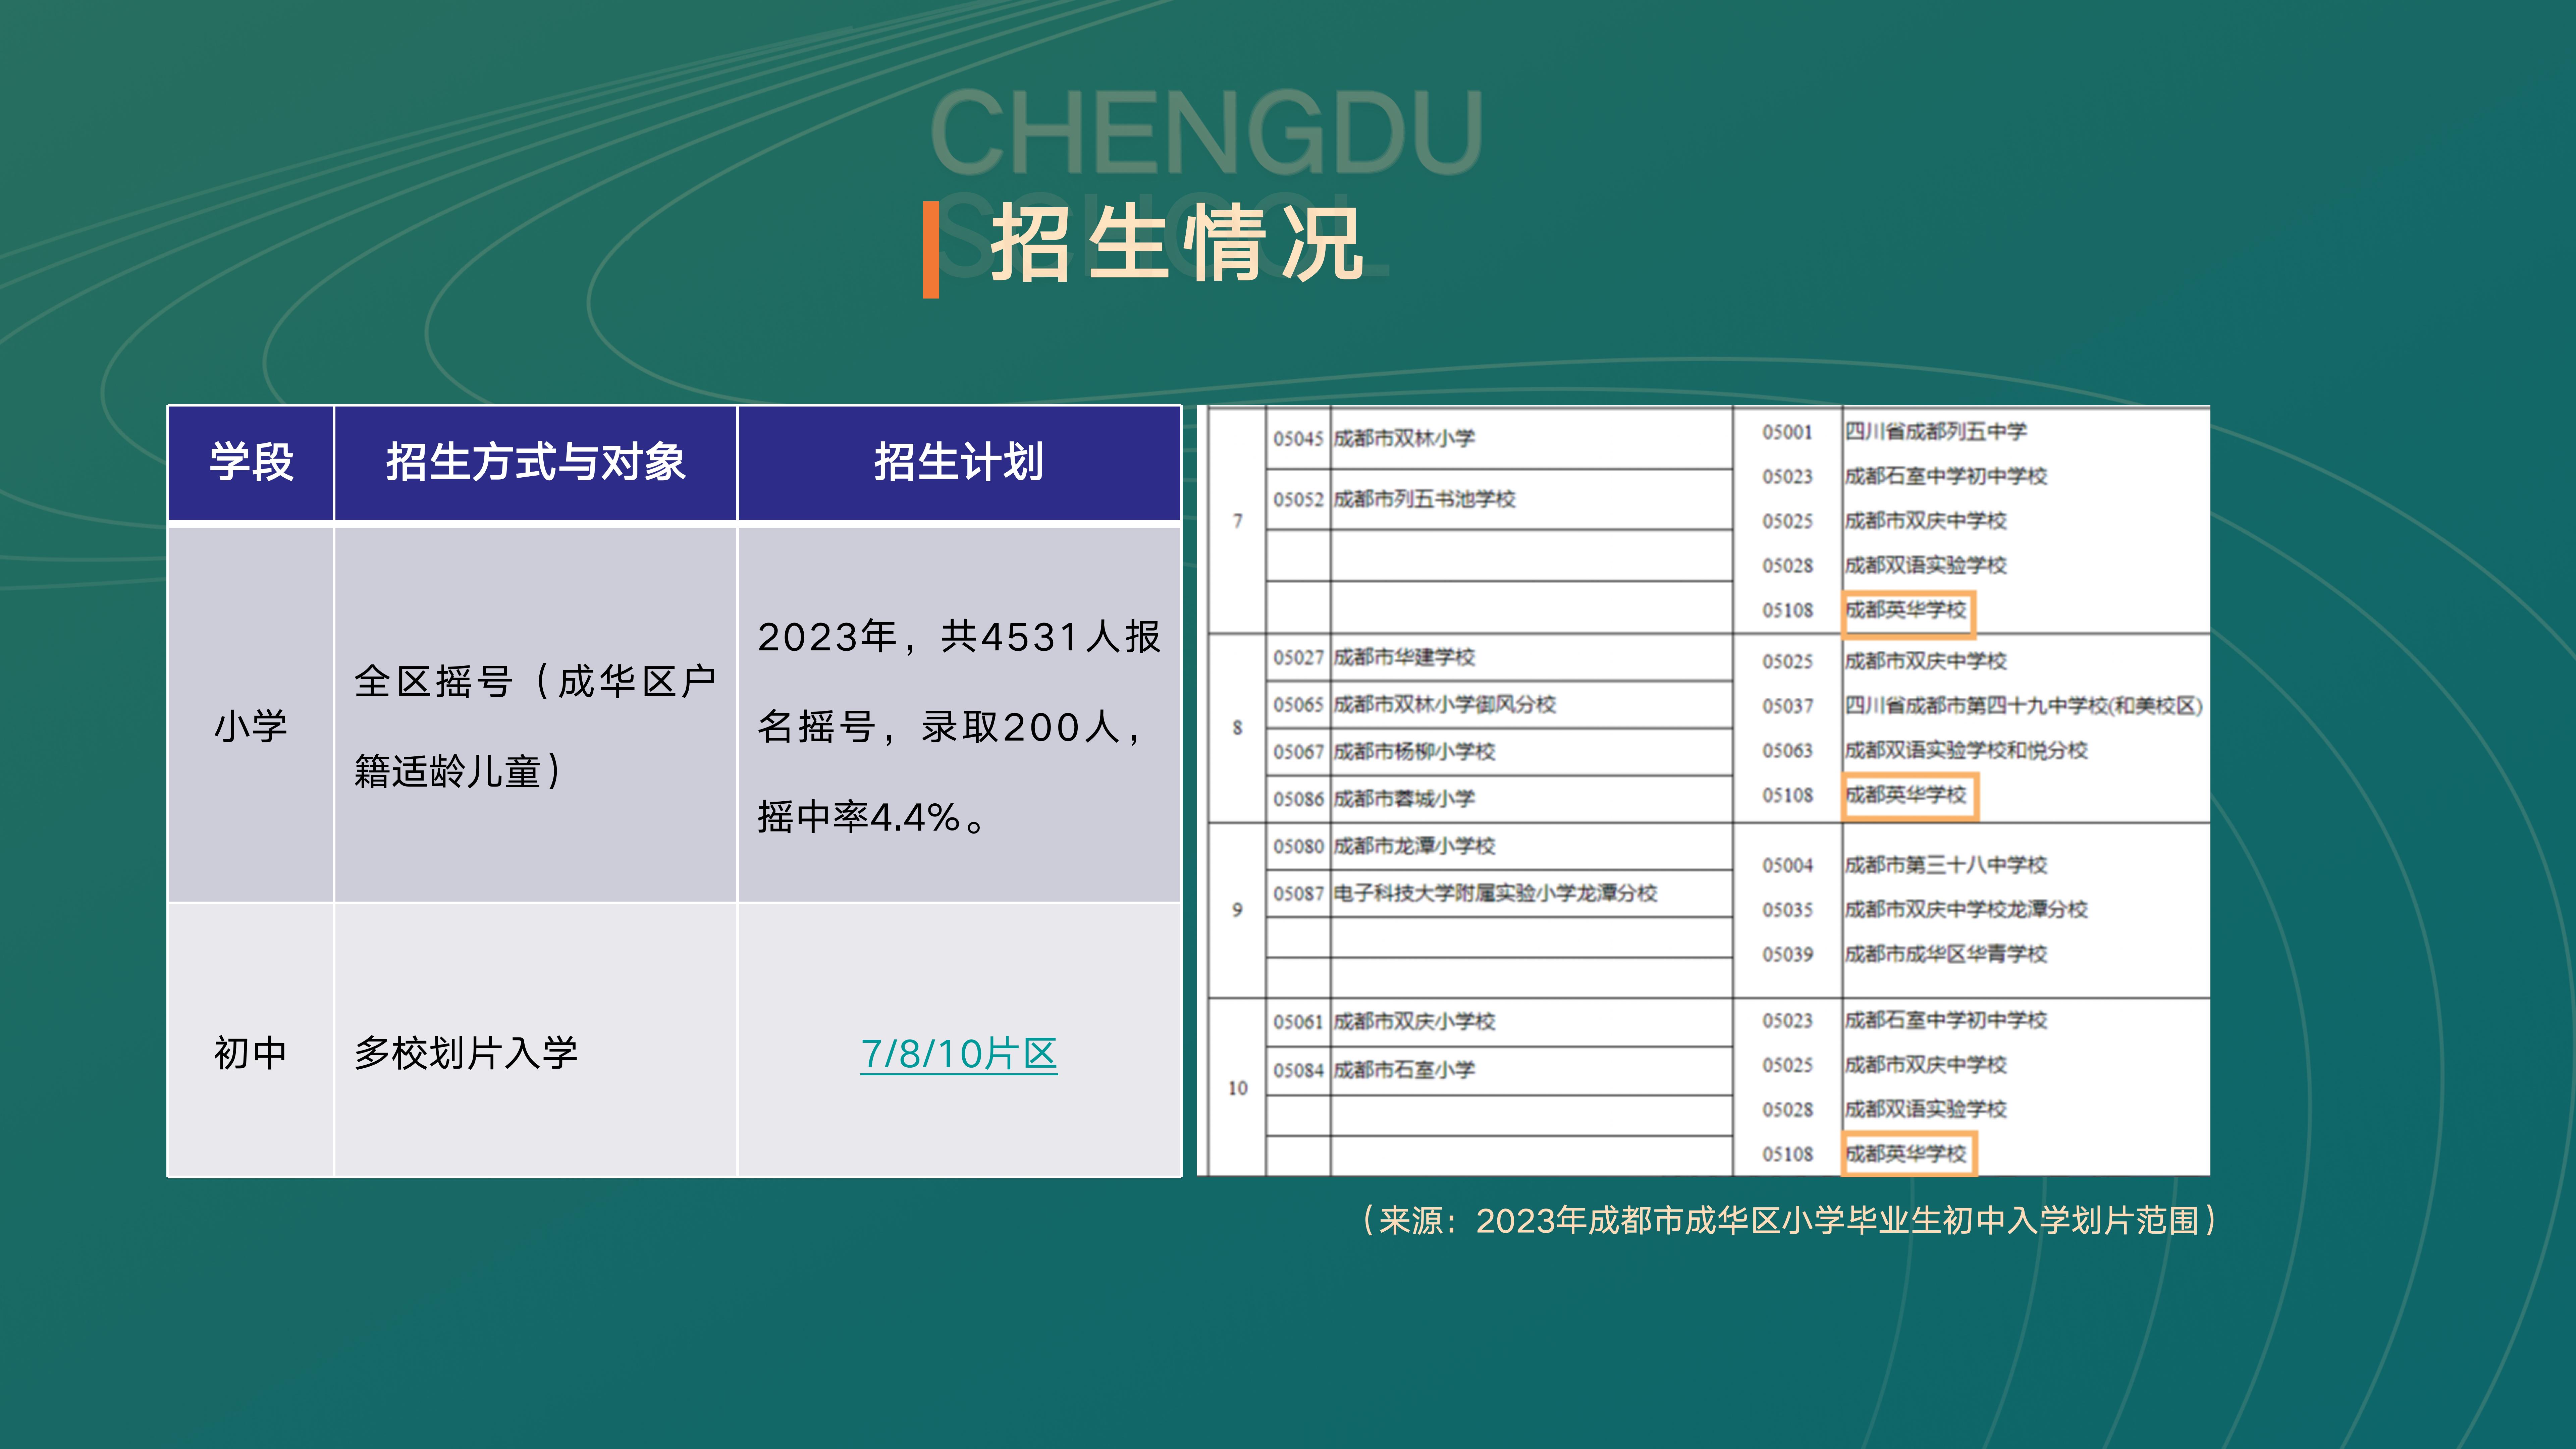 CHENGDU
SCHOOL
招生情况
学段 招生方式与对象 招生计划
小学
全区摇号（成华区户
籍适龄儿童）
2023年，共4531人报
名摇号，录取200人，
摇中率4.4%。
初中 多校划片入学 7/8/10片区
7
05045 成都市双林小学
05052 成都市列五书池学校
05001 四川省成都列五中学
05023 成都石室中学初中学校
05025 成都市双庆中学校
05028 成都双语实验学校
05108 成都英华学校
8
05027 成都市华建学校
05065 成都市双林小学御风分校
05067 成都市杨柳小学校
05086 成都市蓉城小学
05025 成都市双庆中学校
05037 四川省成都市第四十九中学校(和美校区)
05063 成都双语实验学校和悦分校
05108 成都英华学校
9
05080 成都市龙潭小学校
05087 电子科技大学附属实验小学龙潭分校
05004 成都市第三十八中学校
05035 成都市双庆中学校龙潭分校
05039 成都市成华区华青学校
10
05061 成都市双庆小学校
05084 成都市石室小学
05023 成都石室中学初中学校
05025 成都市双庆中学校
05028 成都双语实验学校
05108 成都英华学校
（来源：2023年成都市成华区小学毕业生初中入学划片范围）